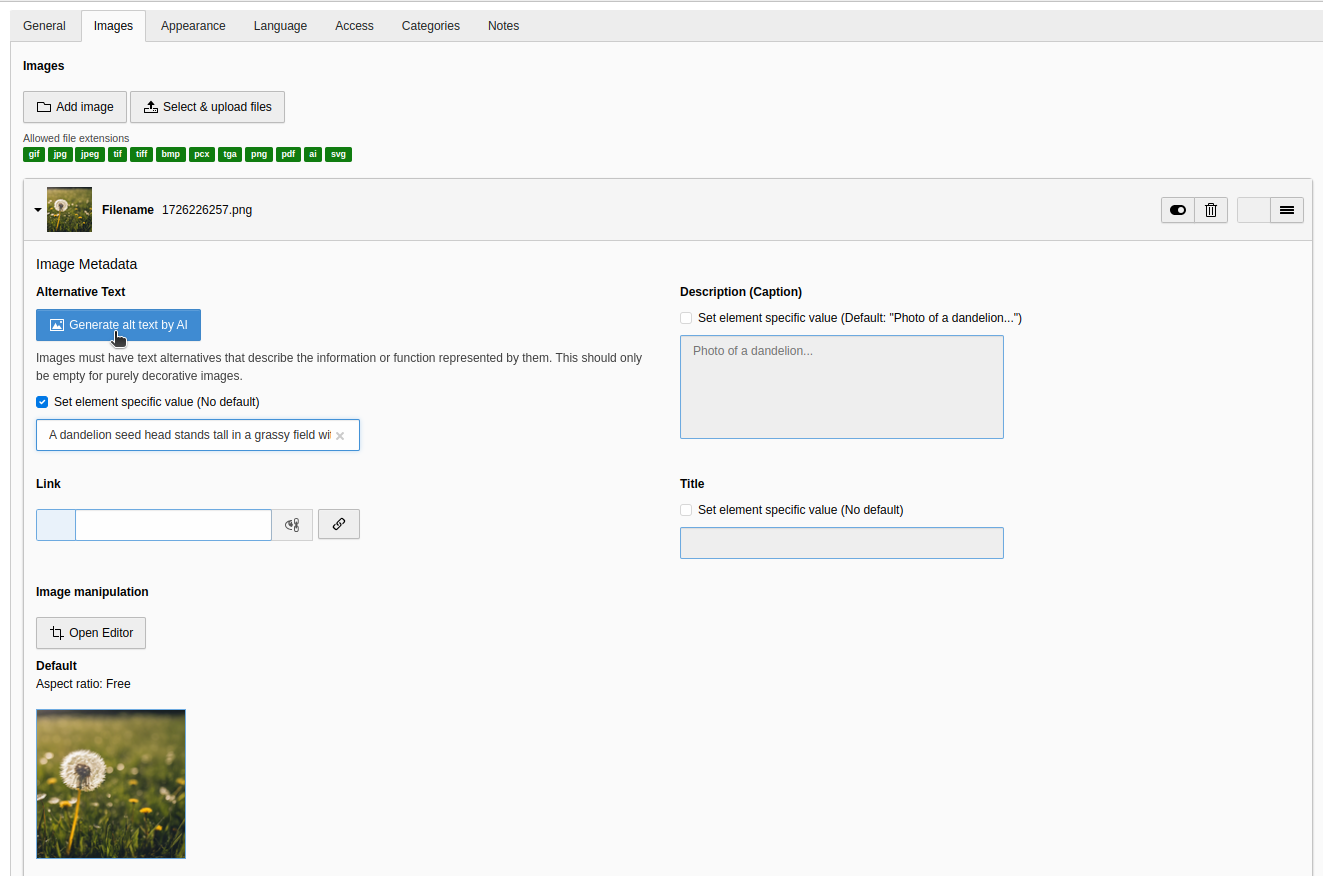 General Images Appearance Language Access Categories Notes
Images
Add image Select & upload files
Allowed file extensions
gif jpg jpeg tif tiff bmp pcx tga png pdf ai svg
Filename 1726226257.png
Image Metadata
Alternative Text
Generate alt text by AI
Images must have text alternatives that describe the information or function represented by them. This should only
be empty for purely decorative images.
Set element specific value (No default)
A dandelion seed head stands tall in a grassy field wi
Description (Caption)
Set element specific value (Default: "Photo of a dandelion...")
Photo of a dandelion...
Link
Title
Set element specific value (No default)
Image manipulation
Open Editor
Default
Aspect ratio: Free